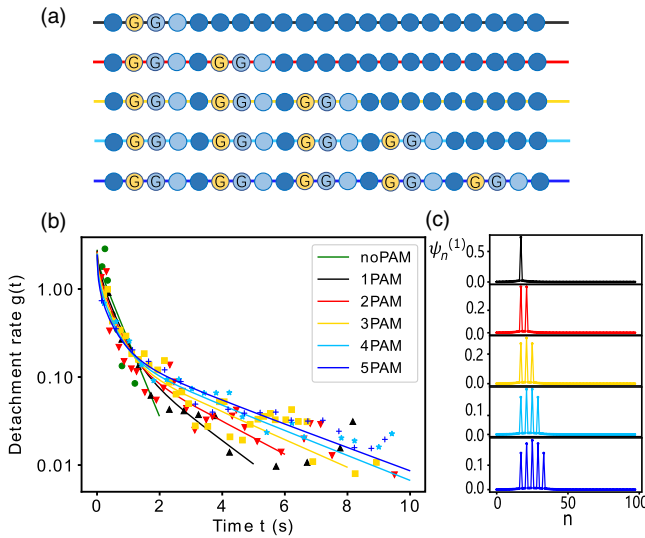 (a)
G G
G G G G
G G G G G G
G G G G G G G G
G G G G G G G G G G
(b)
Detachment rate g(t)
1.00
0.10
0.01
noPAM
1PAM
2PAM
3PAM
4PAM
5PAM
0 2 4 6 8 10
Time t (s)
(c)
ψn(1)
0.5
0.0
0.2
0.0
0.2
0.0
0.1
0.0
0.1
0.0
0 50 100
n